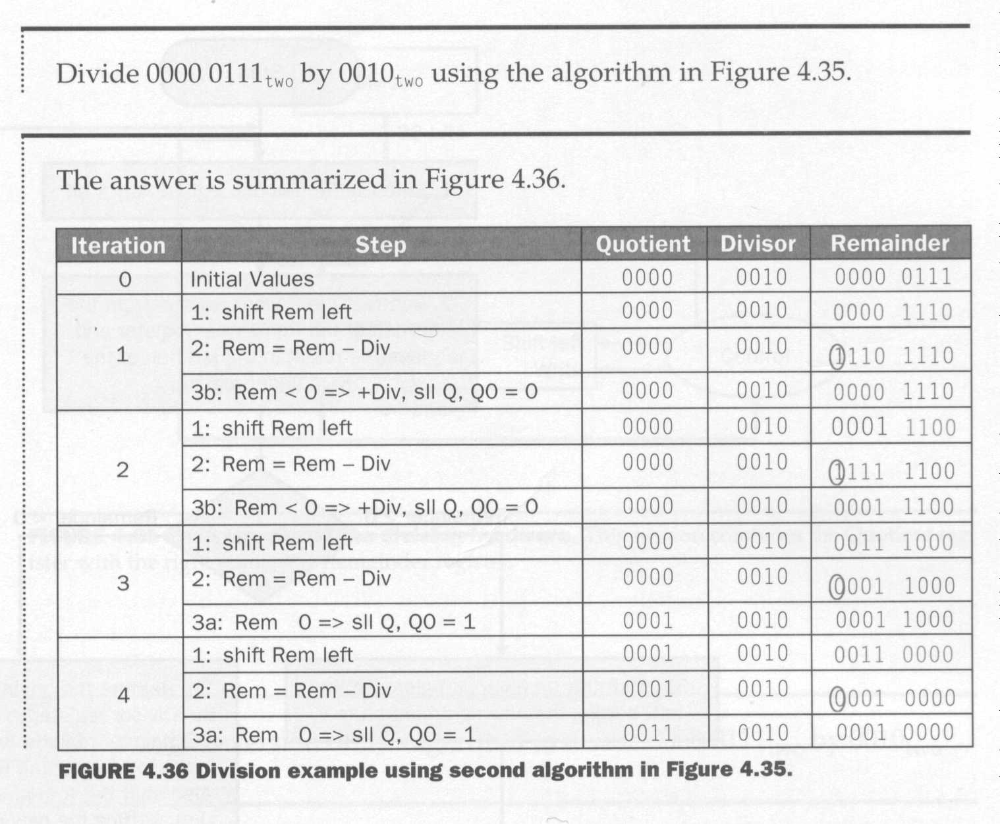 Divide 0000 0111two by 0010two using the algorithm in Figure 4.35.
The answer is summarized in Figure 4.36.
Iteration Step Quotient Divisor Remainder
0 Initial Values 0000 0010 0000 0111
1: shift Rem left 0000 0010 0000 1110
1 2: Rem = Rem – Div 0000 0010 1110 1110
3b: Rem < 0 => +Div, sll Q, Q0 = 0 0000 0010 0000 1110
1: shift Rem left 0000 0010 0001 1100
2 2: Rem = Rem – Div 0000 0010 1111 1100
3b: Rem < 0 => +Div, sll Q, Q0 = 0 0000 0010 0001 1100
1: shift Rem left 0000 0010 0011 1000
3 2: Rem = Rem – Div 0000 0010 0001 1000
3a: Rem 0 => sll Q, Q0 = 1 0001 0010 0001 1000
1: shift Rem left 0001 0010 0011 0000
4 2: Rem = Rem – Div 0001 0010 0001 0000
3a: Rem 0 => sll Q, Q0 = 1 0011 0010 0001 0000
FIGURE 4.36 Division example using second algorithm in Figure 4.35.